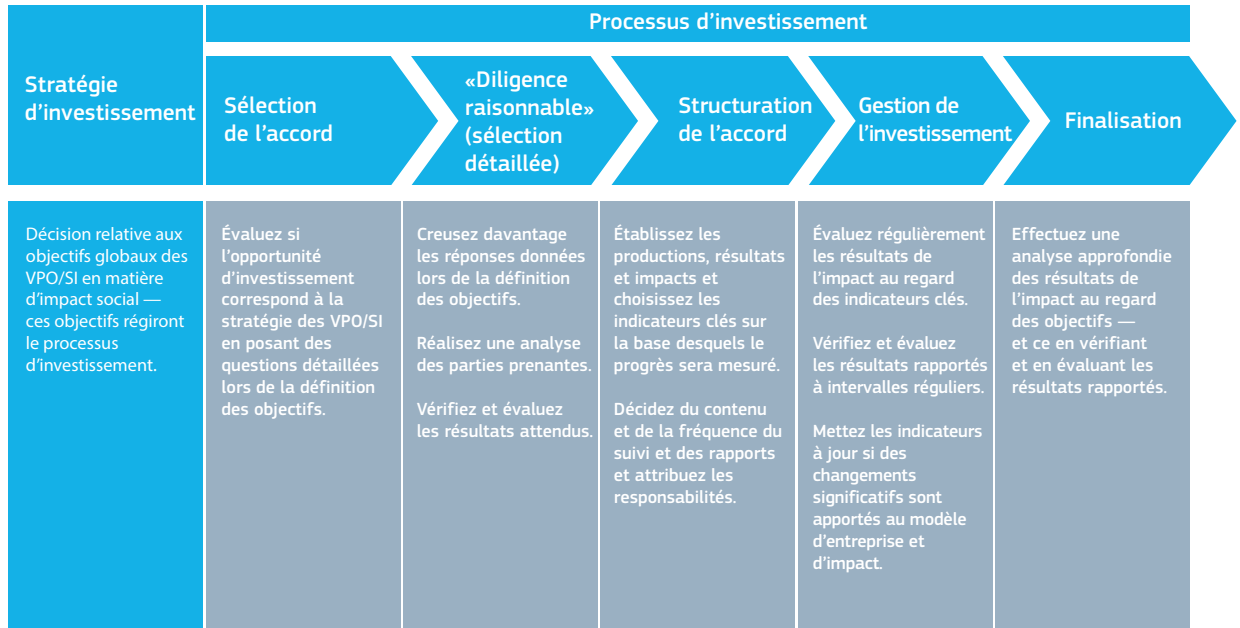 Processus d’investissement
Stratégie
d’investissement
Sélection
de l’accord
«Diligence
raisonnable»
(sélection
détaillée)
Structuration
de l’accord
Gestion de
l’investissement
Finalisation
Décision relative aux
objectifs globaux des
VPO/SI en matière
d’impact social —
ces objectifs régiront
le processus
d’investissement.
Évaluez si
l’opportunité
d’investissement
correspond à la
stratégie des VPO/SI
en posant des
questions détaillées
lors de la définition
des objectifs.
Creusez davantage
les réponses données
lors de la définition
des objectifs.
Réalisez une analyse
des parties prenantes.
Vérifiez et évaluez
les résultats attendus.
Établissez les
productions, résultats
et impacts et
choisissez les
indicateurs clés sur
la base desquels le
progrès sera mesuré.
Décidez du contenu
et de la fréquence du
suivi et des rapports
et attribuez les
responsabilités.
Évaluez régulièrement
les résultats de
l’impact au regard
des indicateurs clés.
Vérifiez et évaluez
les résultats rapportés
à intervalles réguliers.
Mettez les indicateurs
à jour si des
changements
significatifs sont
apportés au modèle
d’entreprise et
d’impact.
Effectuez une
analyse approfondie
des résultats de
l’impact au regard
des objectifs —
et ce en vérifiant
et en évaluant les
résultats rapportés.